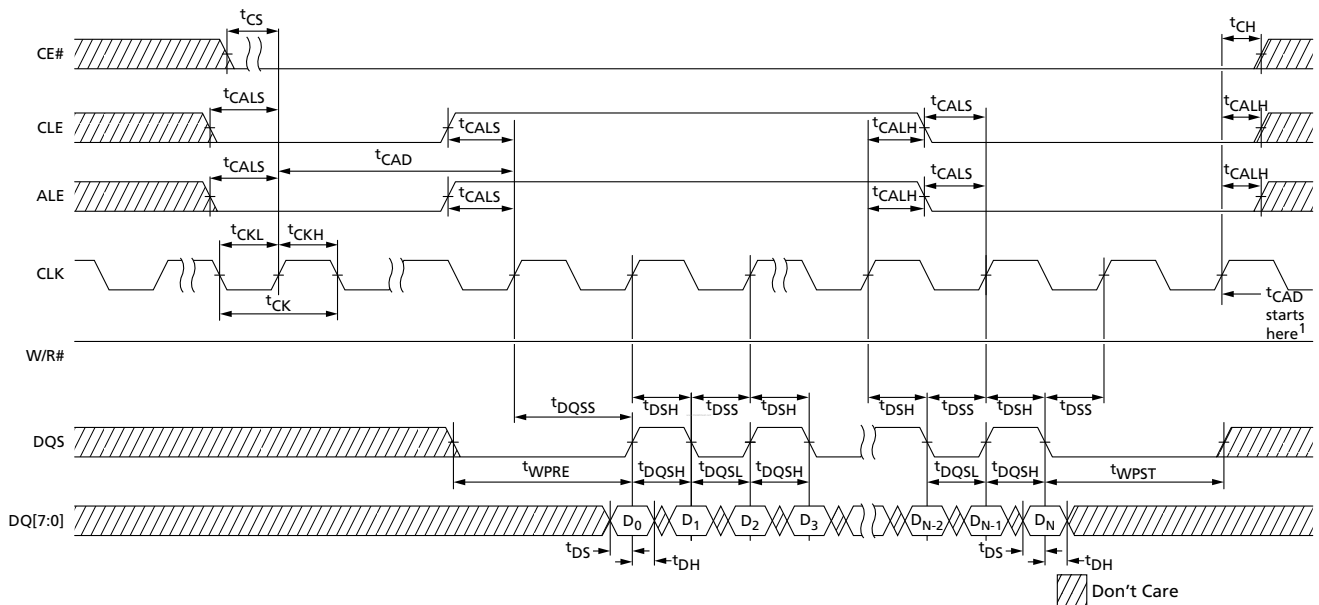 tCS
tCH
CE#
tCALS
tCALS
tCALH
tCALS
tCALH
CLE
tCAD
tCALS
tCALS
tCALH
tCALS
tCALH
ALE
tCKL
tCKH
CLK
tCK
tCAD
starts
here1
W/R#
tDQSS
tDSH
tDSS
tDSH
tDSH
tDSS
tDSH
tDSS
DQS
tWPRE
tDQSH
tDQSL
tDQSH
tDQSL
tDQSH
tWPST
DQ[7:0]
D0
D1
D2
D3
DN-2
DN-1
DN
tDS
tDH
tDS
tDH
Don't Care